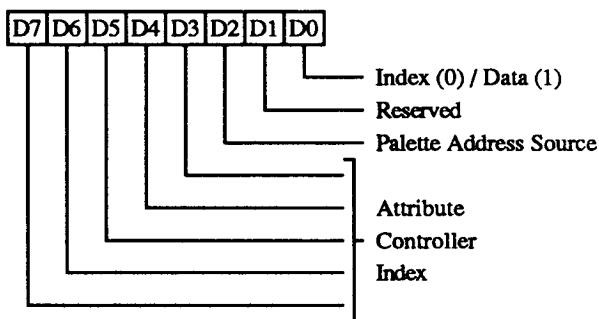 D7 D6 D5 D4 D3 D2 D1 D0
Index (0) / Data (1)
Reserved
Palette Address Source
Attribute
Controller
Index